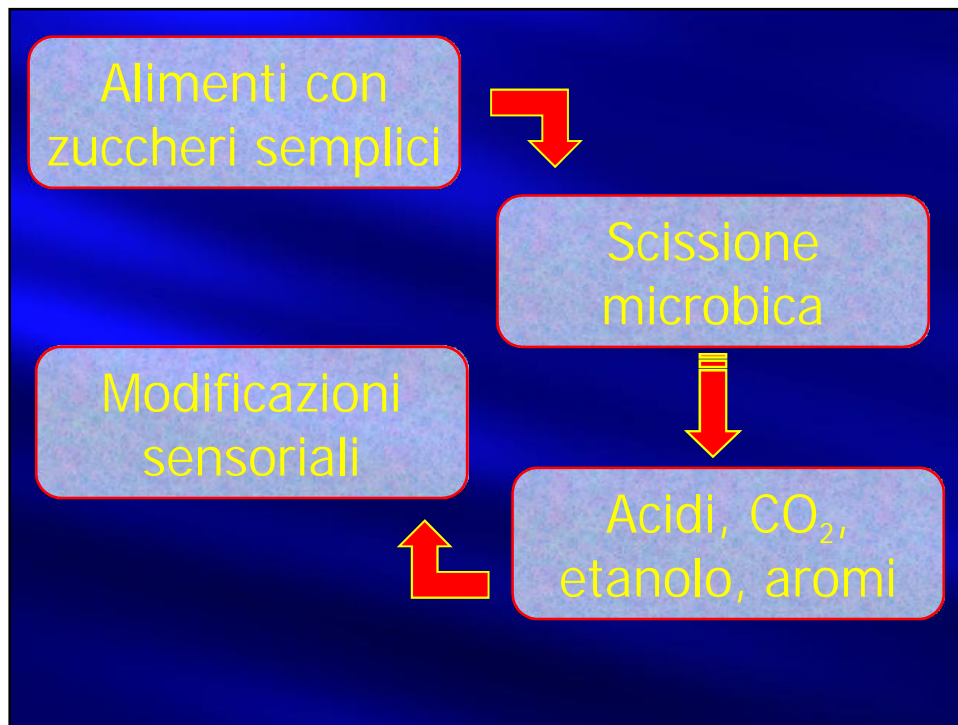 Alimenti con
zuccheri semplici
Scissione
microbica
Acidi, CO₂,
etanolo, aromi
Modificazioni
sensoriali